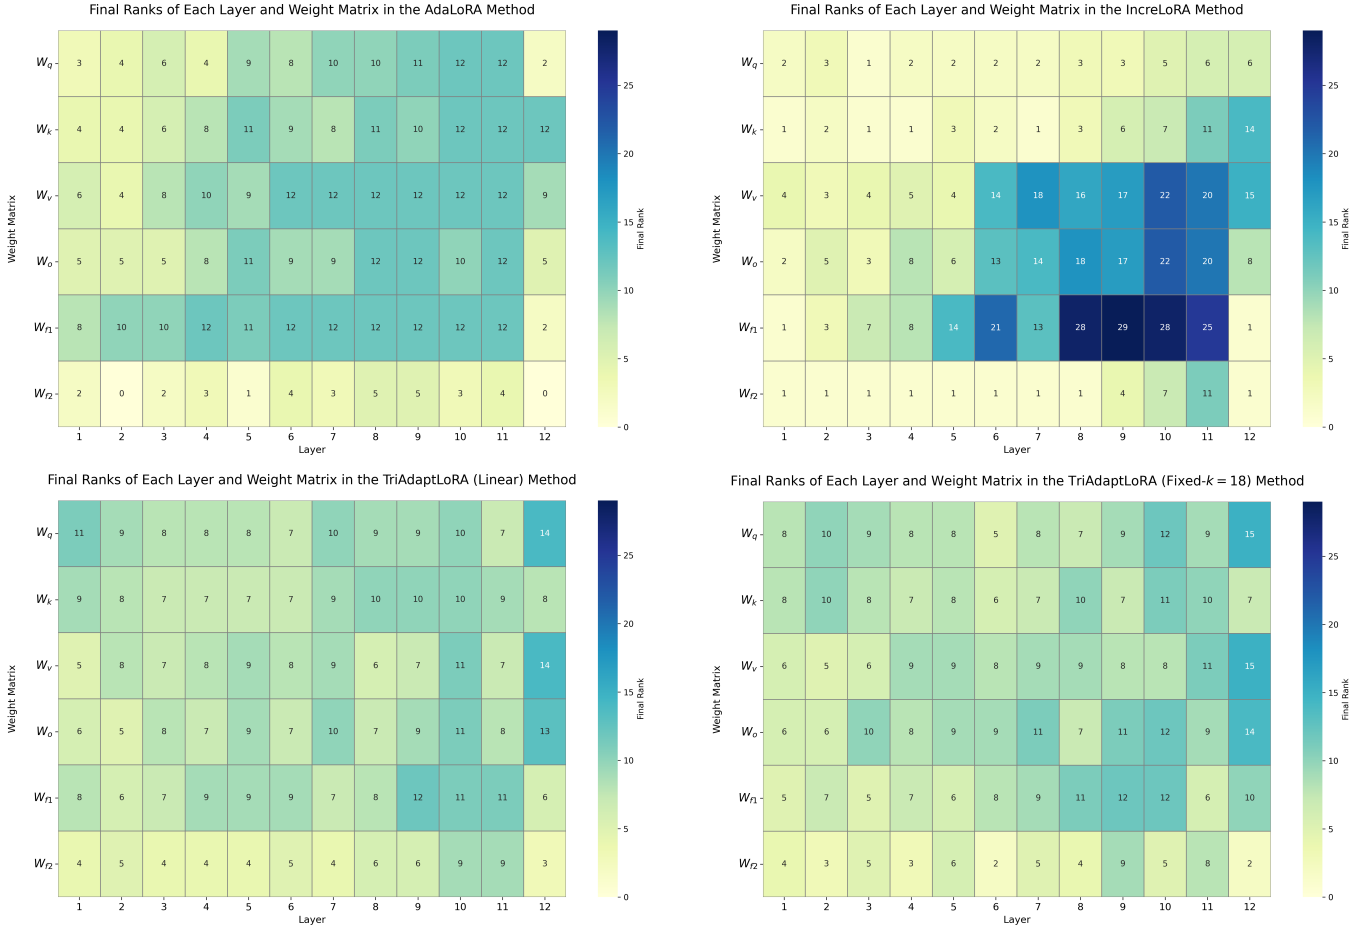 Final Ranks of Each Layer and Weight Matrix in the AdaLoRA Method
Weight Matrix
W_q 3 4 6 4 9 8 10 10 11 12 12 2
W_k 4 4 6 8 11 9 8 11 10 12 12 12
W_v 6 4 8 10 9 12 12 12 12 12 12 9
W_o 5 5 5 8 11 9 9 12 12 10 12 5
W_f1 8 10 10 12 11 12 12 12 12 12 12 2
W_f2 2 0 2 3 1 4 3 5 5 3 4 0
1 2 3 4 5 6 7 8 9 10 11 12
Layer
25
20
15
10
5
0
Final Rank
Final Ranks of Each Layer and Weight Matrix in the IncreLoRA Method
Weight Matrix
W_q 2 3 1 2 2 2 2 3 3 5 6 6
W_k 1 2 1 1 3 2 1 3 6 7 11 14
W_v 4 3 4 5 4 14 18 16 17 22 20 15
W_o 2 5 3 8 6 13 14 18 17 22 20 8
W_f1 1 3 7 8 14 21 13 28 29 28 25 1
W_f2 1 1 1 1 1 1 1 1 4 7 11 1
1 2 3 4 5 6 7 8 9 10 11 12
Layer
25
20
15
10
5
0
Final Rank
Final Ranks of Each Layer and Weight Matrix in the TriAdaptLoRA (Linear) Method
Weight Matrix
W_q 11 9 8 8 8 7 10 9 9 10 7 14
W_k 9 8 7 7 7 7 9 10 10 10 9 8
W_v 5 8 7 8 9 8 9 6 7 11 7 14
W_o 6 5 8 7 9 7 10 7 9 11 8 13
W_f1 8 6 7 9 9 9 7 8 12 11 11 6
W_f2 4 5 4 4 4 5 4 6 6 9 9 3
1 2 3 4 5 6 7 8 9 10 11 12
Layer
25
20
15
10
5
0
Final Rank
Final Ranks of Each Layer and Weight Matrix in the TriAdaptLoRA (Fixed-k = 18) Method
Weight Matrix
W_q 8 10 9 8 8 5 8 7 9 12 9 15
W_k 8 10 8 7 8 6 7 10 7 11 10 7
W_v 6 5 6 9 9 8 9 9 8 8 11 15
W_o 6 6 10 8 9 9 11 7 11 12 9 14
W_f1 5 7 5 7 6 8 9 11 12 12 6 10
W_f2 4 3 5 3 6 2 5 4 9 5 8 2
1 2 3 4 5 6 7 8 9 10 11 12
Layer
25
20
15
10
5
0
Final Rank